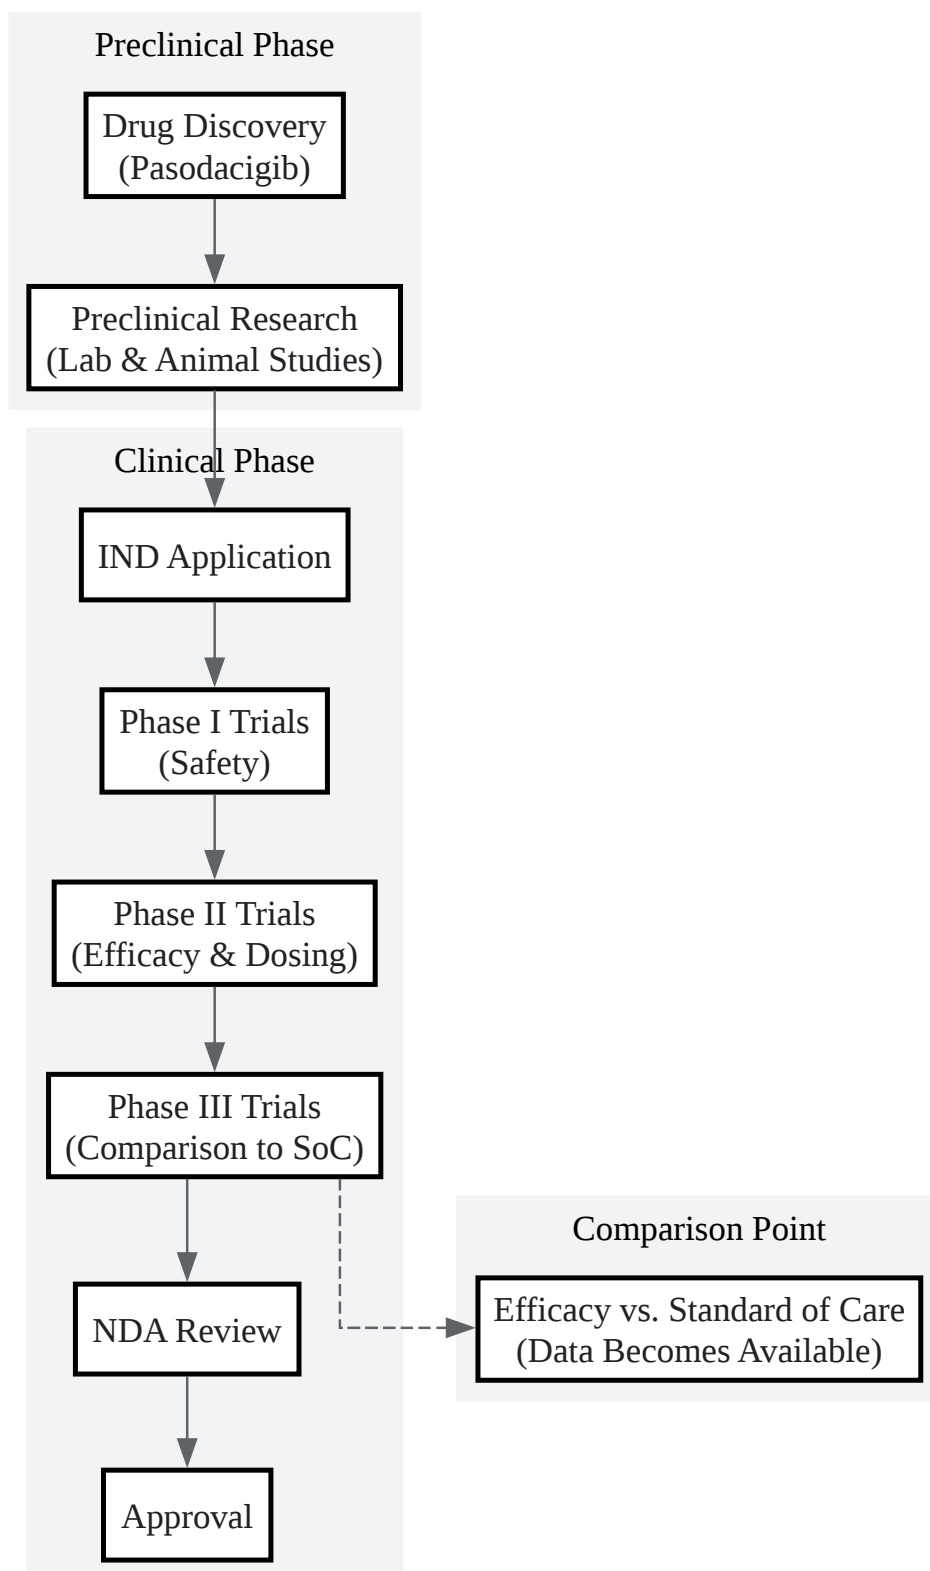 Preclinical Phase
Drug Discovery
(Pasodacigib)
Preclinical Research
(Lab & Animal Studies)
Clinical Phase
IND Application
Phase I Trials
(Safety)
Phase II Trials
(Efficacy & Dosing)
Phase III Trials
(Comparison to SoC)
Comparison Point
Efficacy vs. Standard of Care
(Data Becomes Available)
NDA Review
Approval